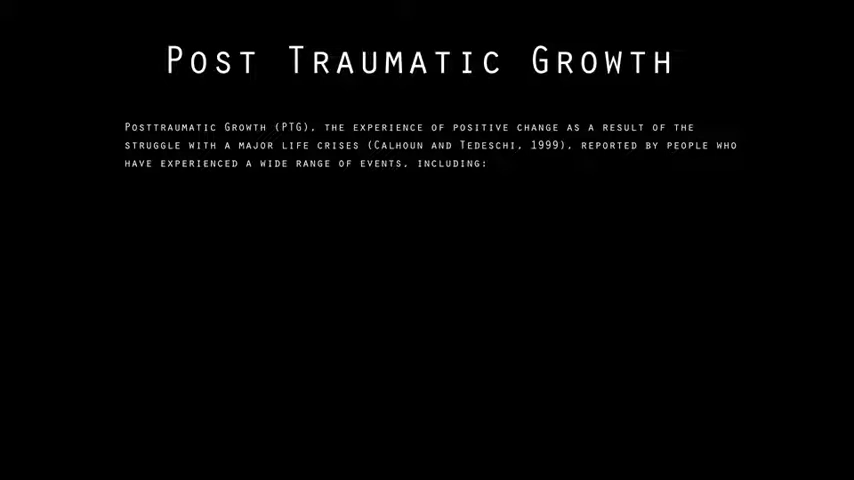 Post Traumatic Growth
Posttraumatic Growth (PTG), the experience of positive change as a result of the
struggle with a major life crises (Calhoun and Tedeschi, 1999), reported by people who
have experienced a wide range of events, including: